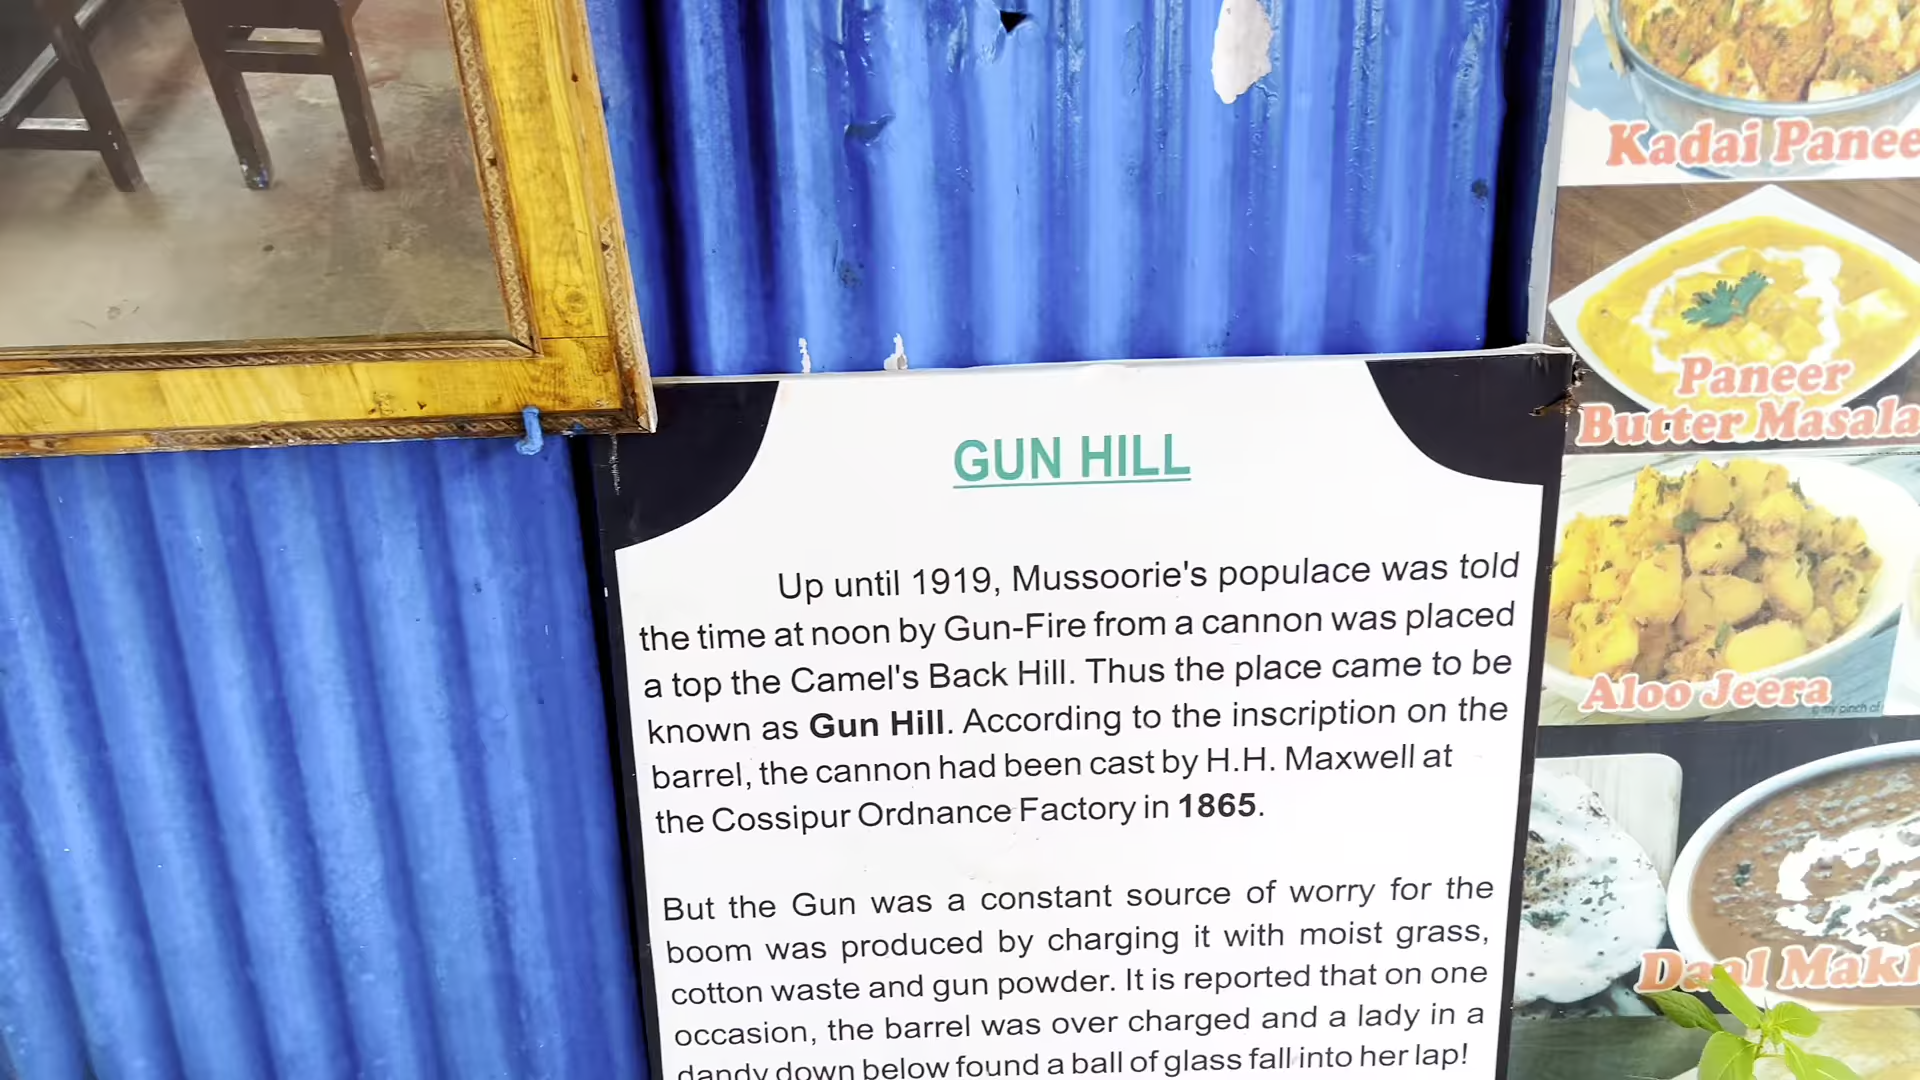 GUN HILL
Up until 1919, Mussoorie's populace was told
the time at noon by Gun-Fire from a cannon was placed
a top the Camel's Back Hill. Thus the place came to be
known as Gun Hill. According to the inscription on the
barrel, the cannon had been cast by H.H. Maxwell at
the Cossipur Ordnance Factory in 1865.
But the Gun was a constant source of worry for the
boom was produced by charging it with moist grass,
cotton waste and gun powder. It is reported that on one
occasion, the barrel was over charged and a lady in a
dandy down below found a ball of glass fall into her lap!
Kadai Panee
Paneer
Butter Masala
Aloo Jeera
my pinch of
Daal Makh